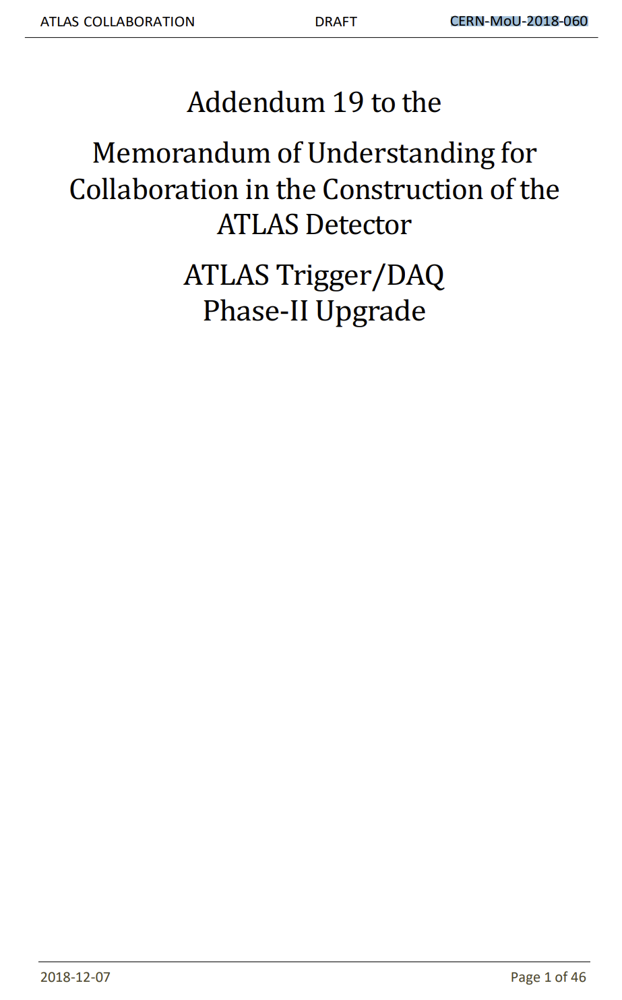 ATLAS COLLABORATION DRAFT CERN-MoU-2018-060
Addendum 19 to the
Memorandum of Understanding for
Collaboration in the Construction of the
ATLAS Detector
ATLAS Trigger/DAQ
Phase-II Upgrade
2018-12-07 Page 1 of 46